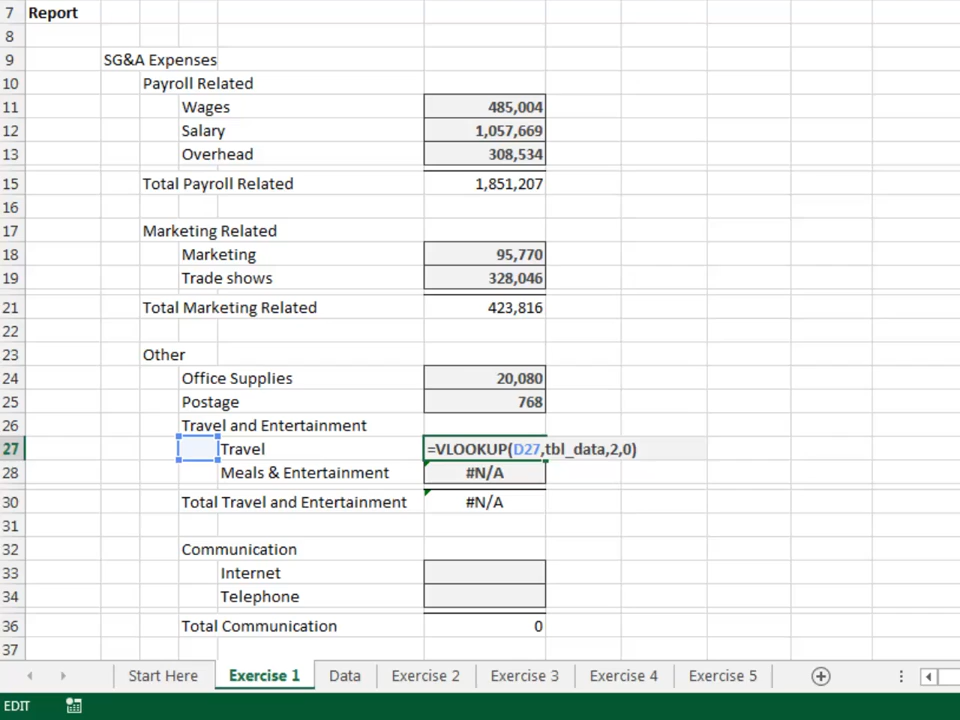 7 Report
8
9 SG&A Expenses
10 Payroll Related
11 Wages 485,004
12 Salary 1,057,669
13 Overhead 308,534
15 Total Payroll Related 1,851,207
16
17 Marketing Related
18 Marketing 95,770
19 Trade shows 328,046
21 Total Marketing Related 423,816
22
23 Other
24 Office Supplies 20,080
25 Postage 768
26 Travel and Entertainment
27 Travel =VLOOKUP(D27,tbl_data,2,0)
28 Meals & Entertainment #N/A
30 Total Travel and Entertainment #N/A
31
32 Communication
33 Internet
34 Telephone
36 Total Communication 0
37
Start Here Exercise 1 Data Exercise 2 Exercise 3 Exercise 4 Exercise 5
EDIT